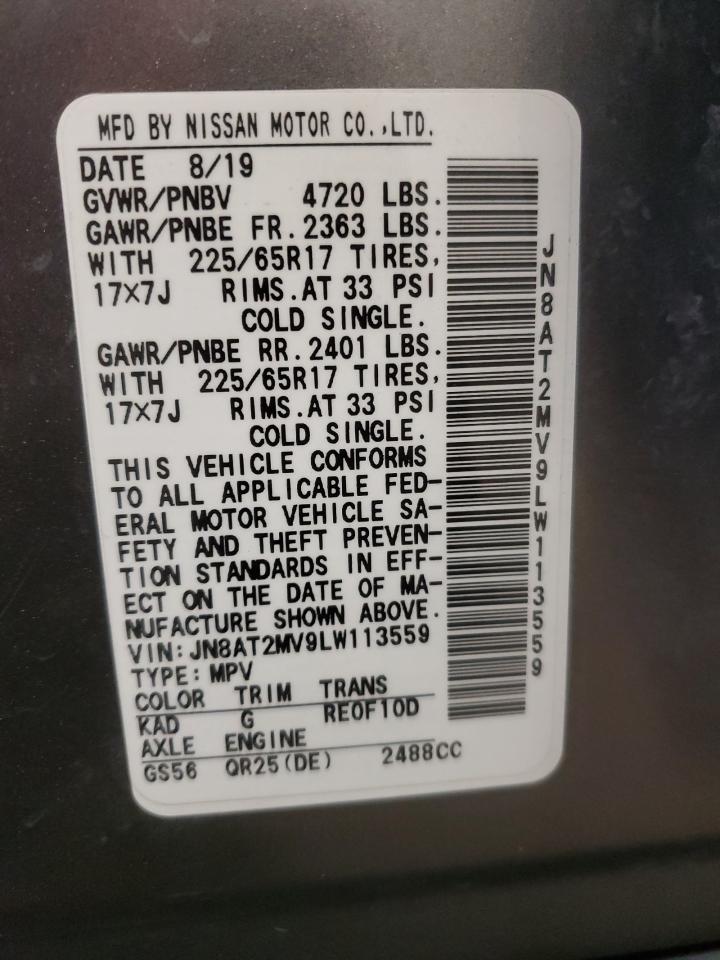 MFD BY NISSAN MOTOR CO.,LTD.
DATE 8/19
GVWR/PNBV 4720 LBS.
GAWR/PNBE FR.2363 LBS.
WITH 225/65R17 TIRES,
17×7J RIMS.AT 33 PSI
COLD SINGLE.
GAWR/PNBE RR.2401 LBS.
WITH 225/65R17 TIRES,
17×7J RIMS.AT 33 PSI
COLD SINGLE.
THIS VEHICLE CONFORMS
TO ALL APPLICABLE FED-
ERAL MOTOR VEHICLE SA-
FETY AND THEFT PREVEN-
TION STANDARDS IN EFF-
ECT ON THE DATE OF MA-
NUFACTURE SHOWN ABOVE.
VIN:JN8AT2MV9LW113559
TYPE:MPV
COLOR TRIM TRANS
KAD G RE0F10D
AXLE ENGINE
GS56 QR25(DE) 2488CC
JN8AT2MV9LW113559